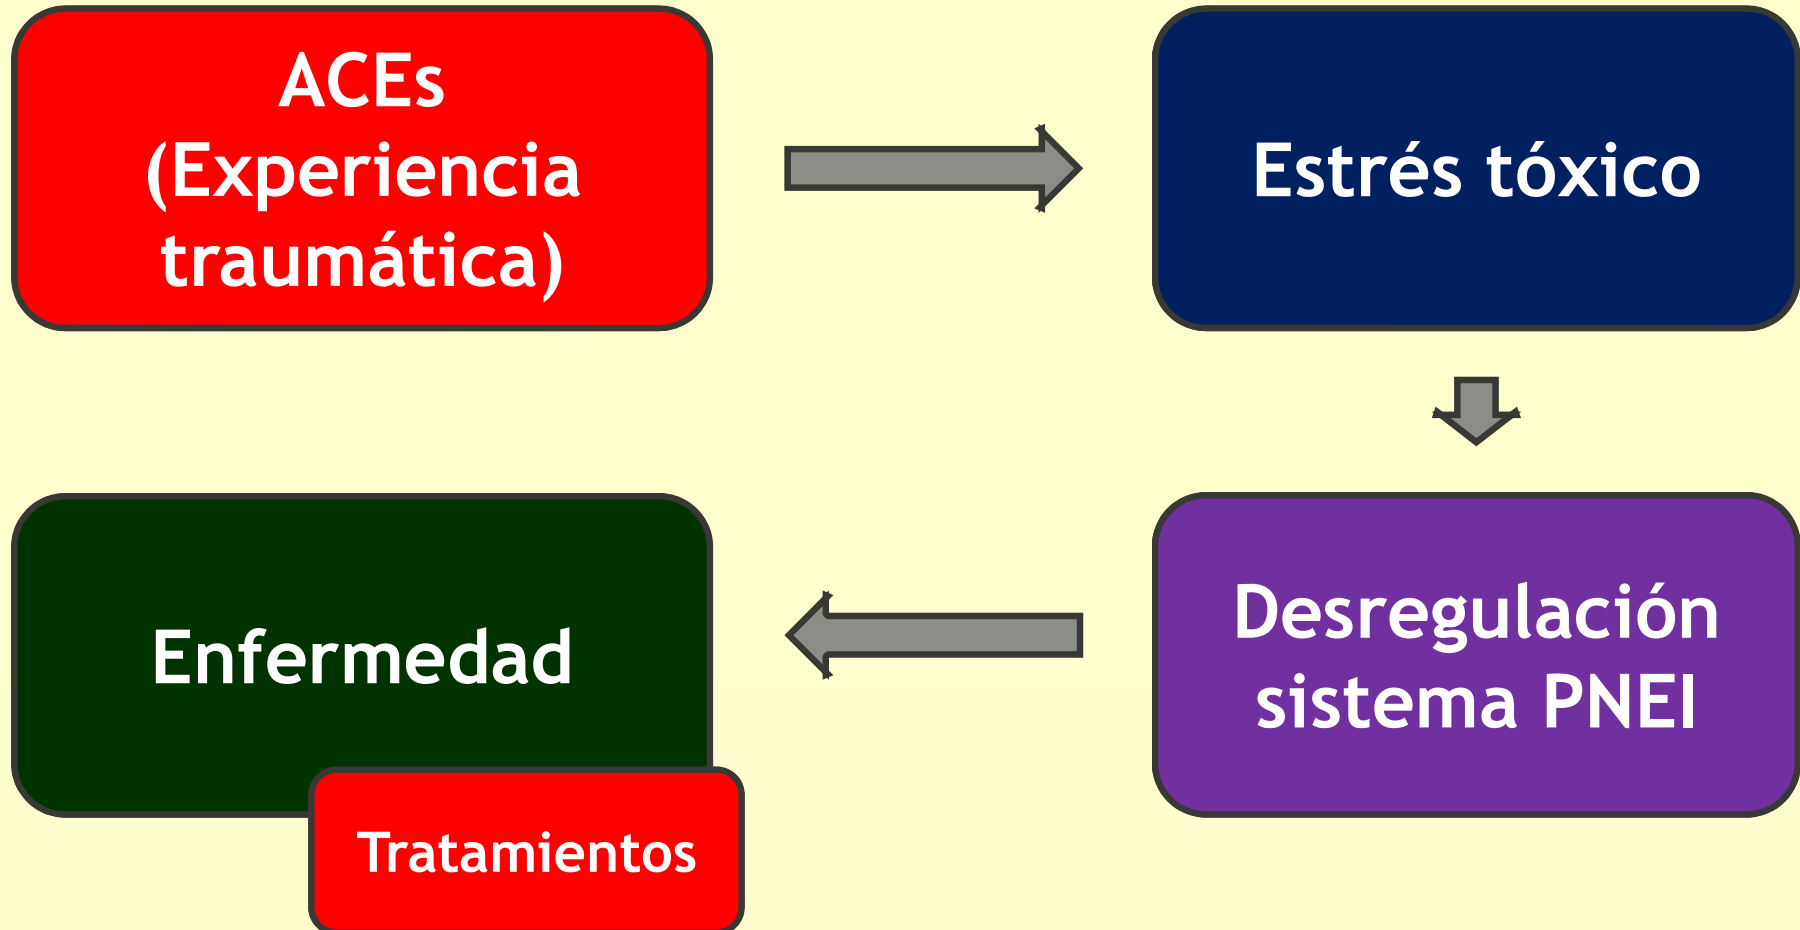 ACEs
(Experiencia
traumática)
Estrés tóxico
Desregulación
sistema PNEI
Enfermedad
Tratamientos